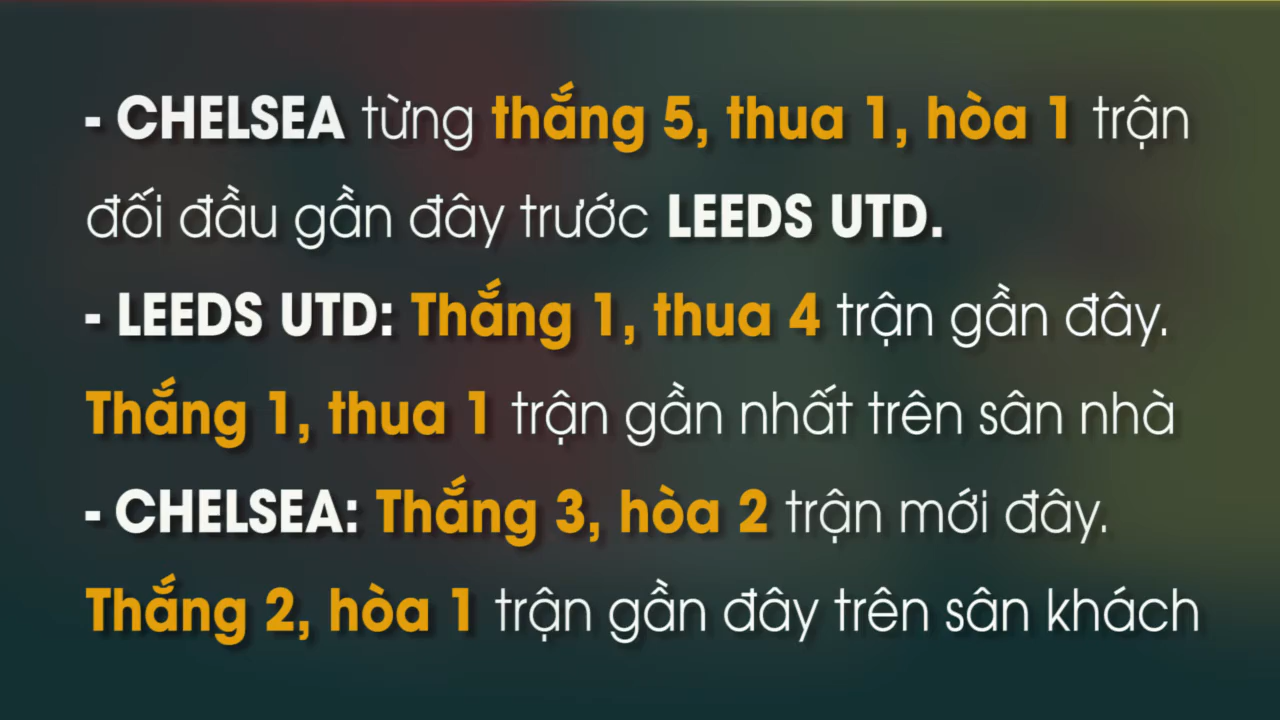 - CHELSEA từng thắng 5, thua 1, hòa 1 trận
đối đầu gần đây trước LEEDS UTD.
- LEEDS UTD: Thắng 1, thua 4 trận gần đây.
Thắng 1, thua 1 trận gần nhất trên sân nhà
- CHELSEA: Thắng 3, hòa 2 trận mới đây.
Thắng 2, hòa 1 trận gần đây trên sân khách